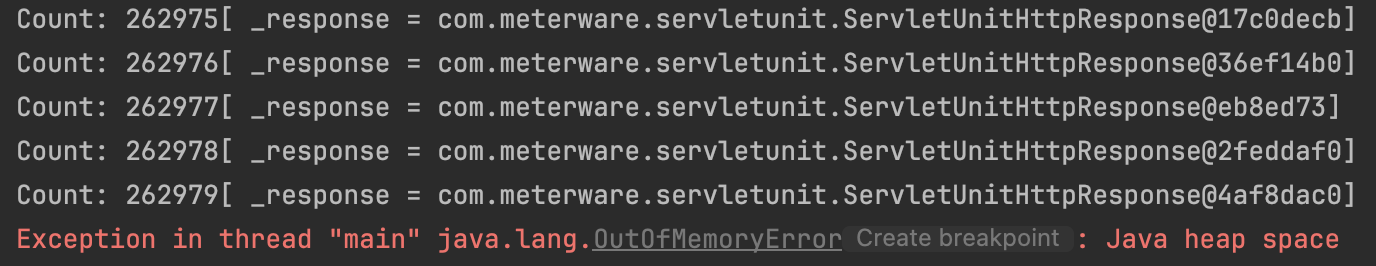 Count: 262975[ _response = com.meterware.servletunit.ServletUnitHttpResponse@17c0decb]
Count: 262976[ _response = com.meterware.servletunit.ServletUnitHttpResponse@36ef14b0]
Count: 262977[ _response = com.meterware.servletunit.ServletUnitHttpResponse@eb8ed73]
Count: 262978[ _response = com.meterware.servletunit.ServletUnitHttpResponse@2feddaf0]
Count: 262979[ _response = com.meterware.servletunit.ServletUnitHttpResponse@4af8dac0]
Exception in thread "main" java.lang.OutOfMemoryError Create breakpoint : Java heap space